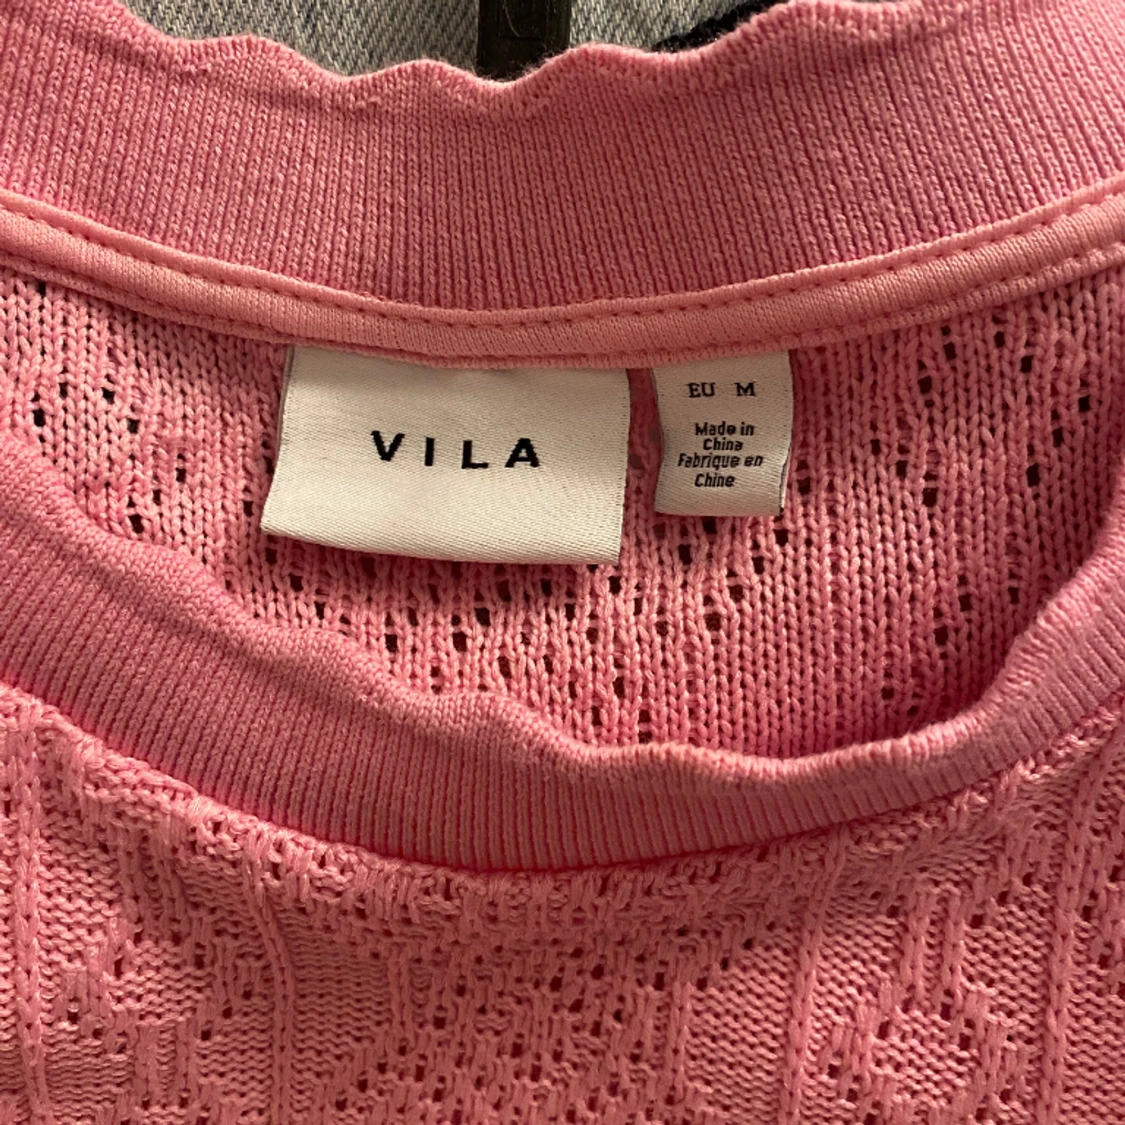 VILA
EU M
Made in
China
Fabrique en
Chine